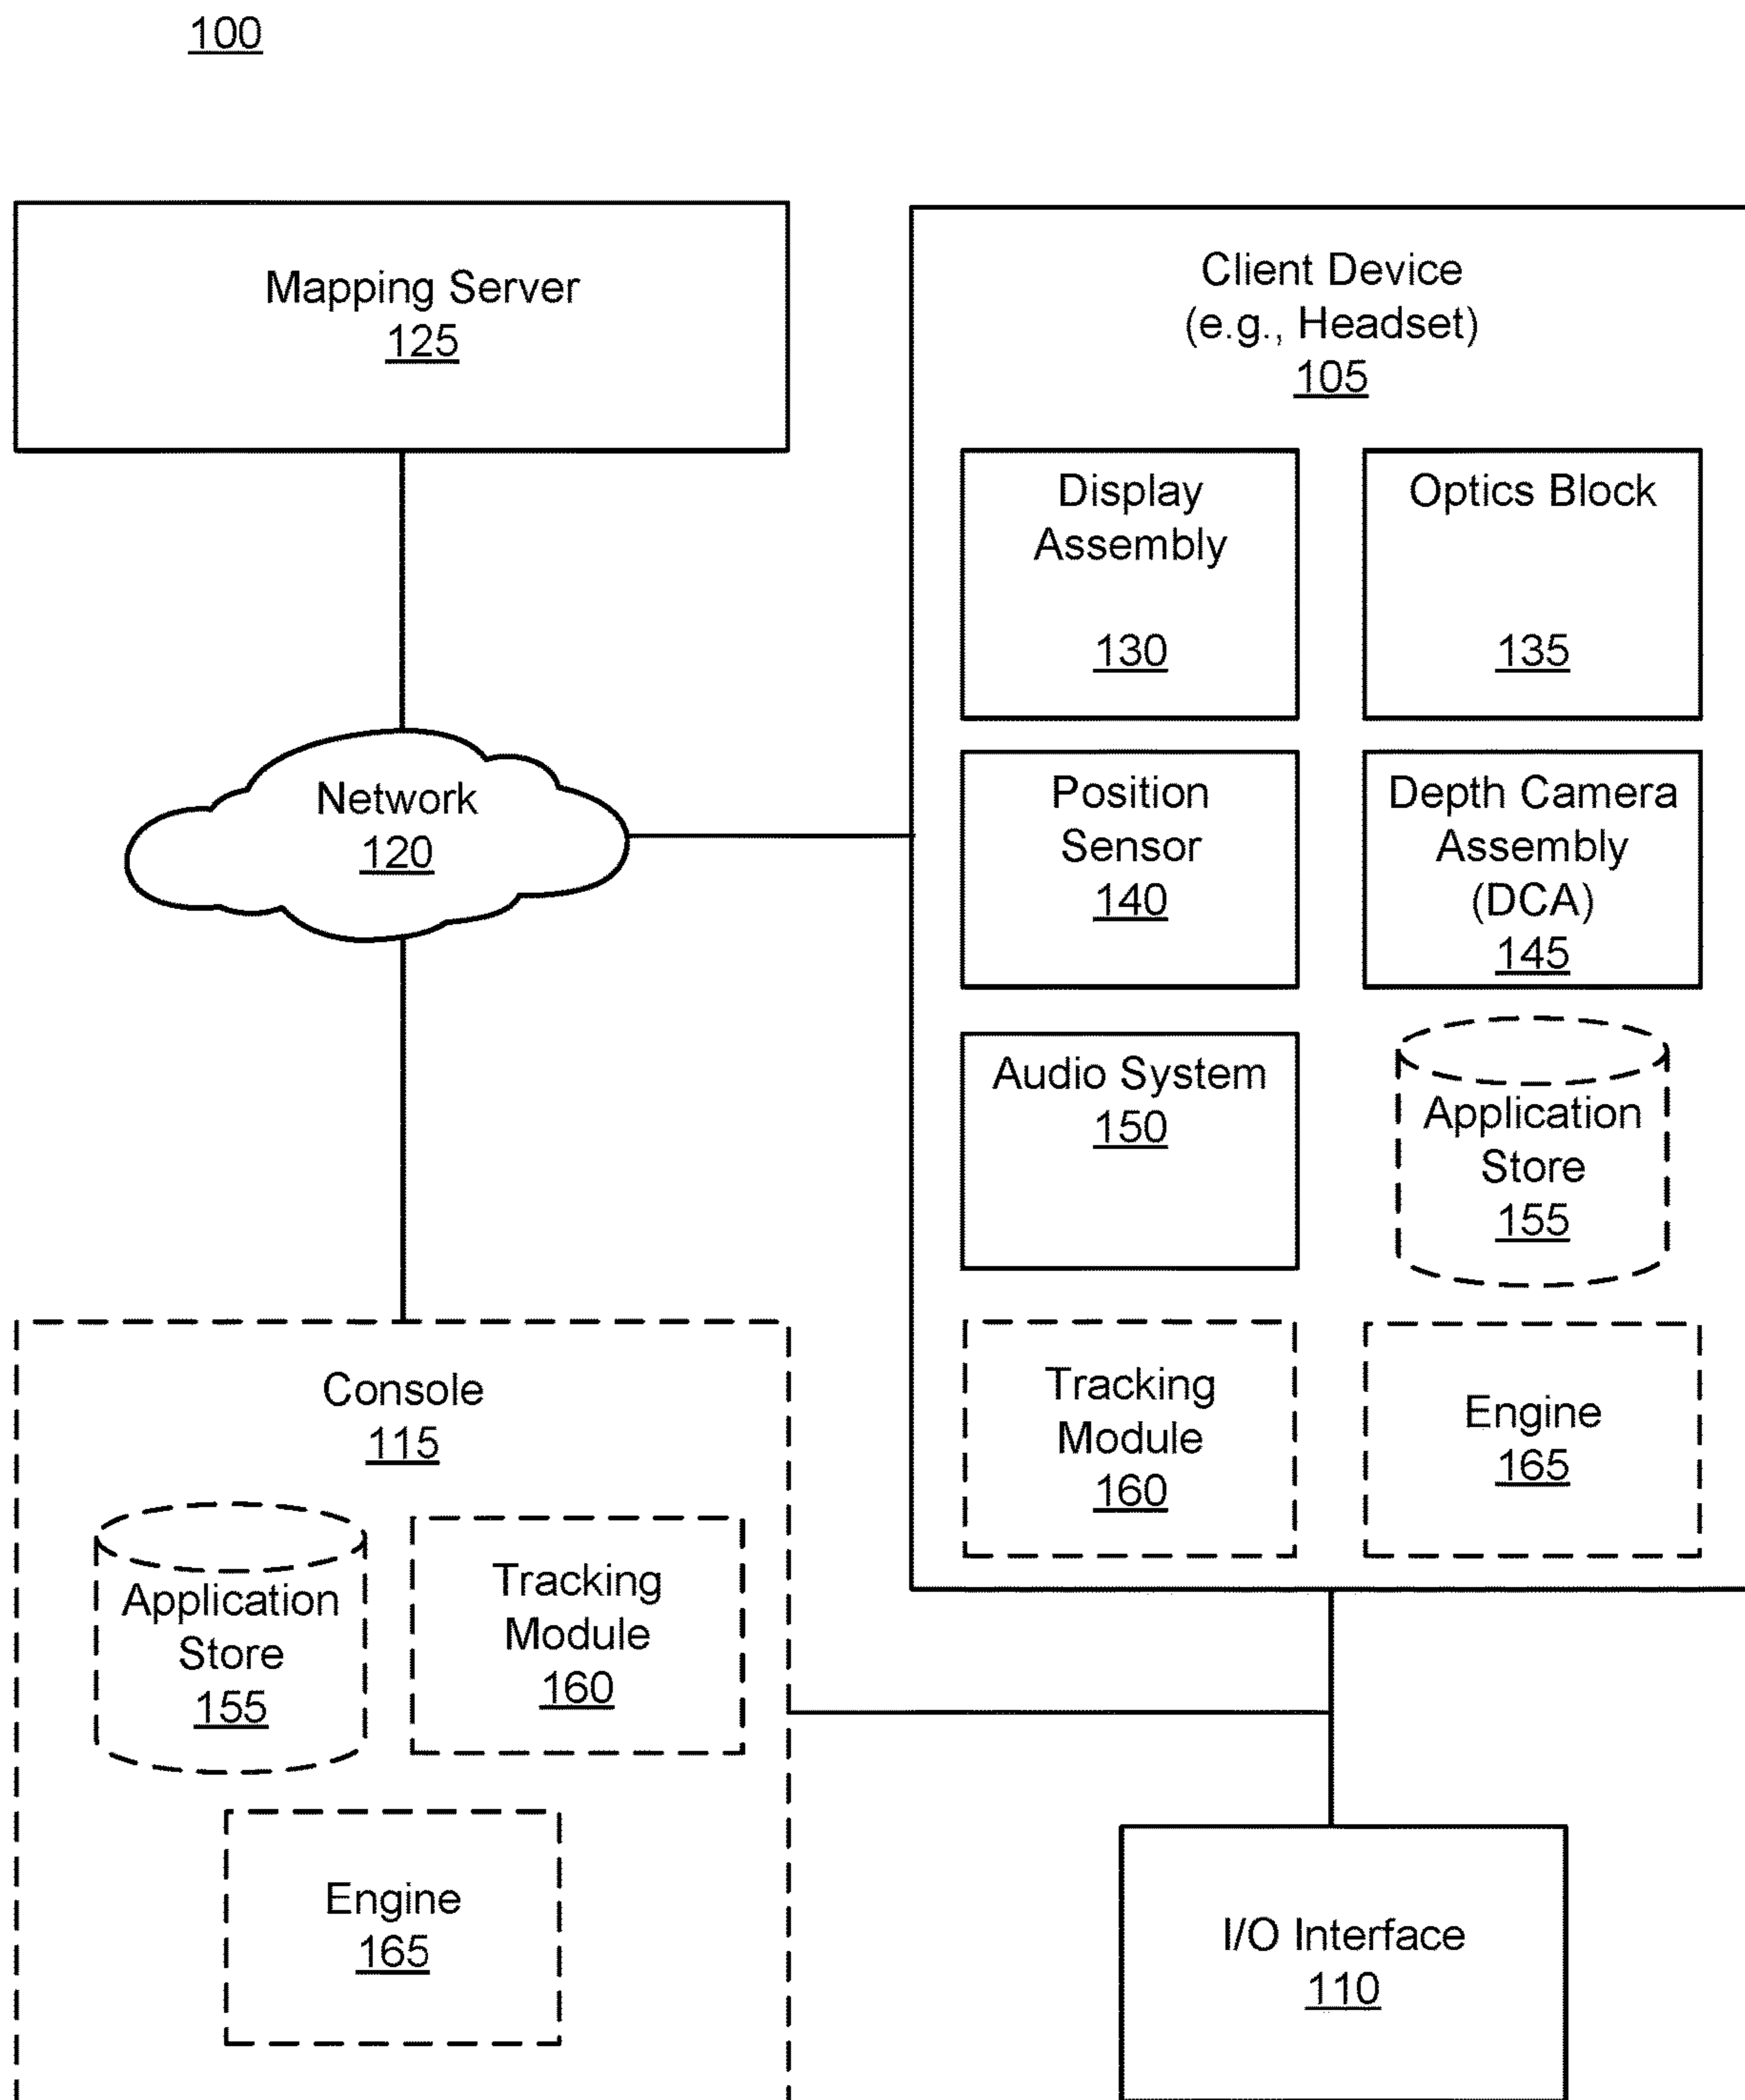 100
Mapping Server
125
Client Device
(e.g., Headset)
105
Display
Assembly
130
Optics Block
135
Network
120
Position
Sensor
140
Depth Camera
Assembly
(DCA)
145
Audio System
150
Application
Store
155
Tracking
Module
160
Engine
165
Console
115
Application
Store
155
Tracking
Module
160
Engine
165
I/O Interface
110